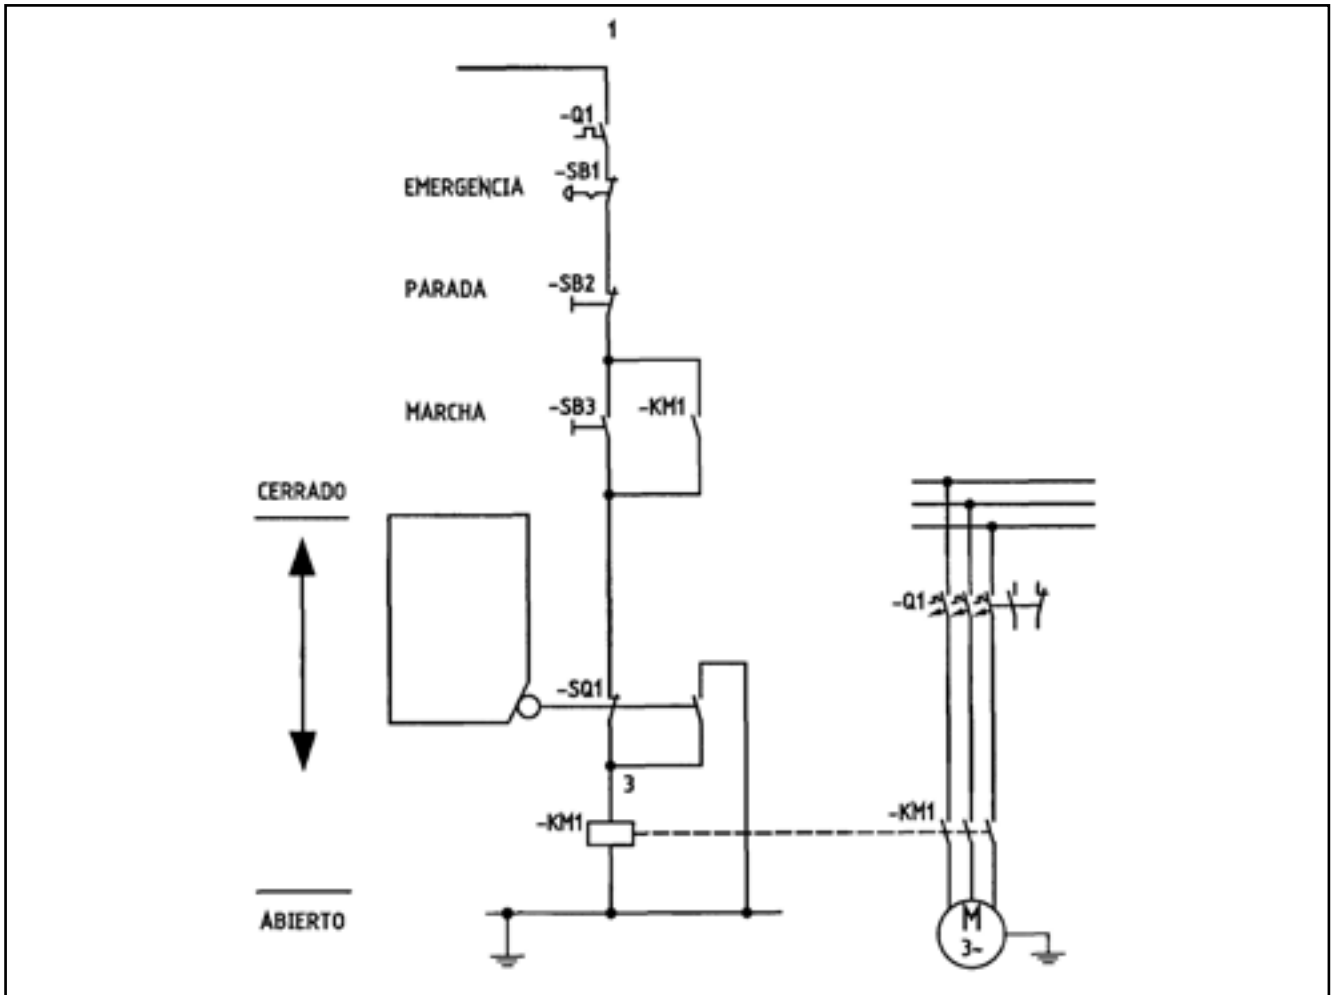 1
-Q1
-SB1
EMERGENCIA
-SB2
PARADA
-SB3
-KM1
MARCHA
CERRADO
-Q1
-SQ1
3
-KM1
-KM1
ABIERTO
M
3~